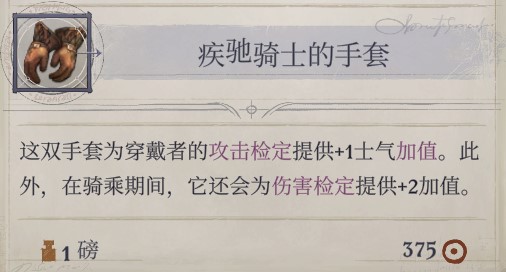 疾驰骑士的手套
这双手套为穿戴者的攻击检定提供+1士气加值。此
外，在骑乘期间，它还会为伤害检定提供+2加值。
1 磅
375